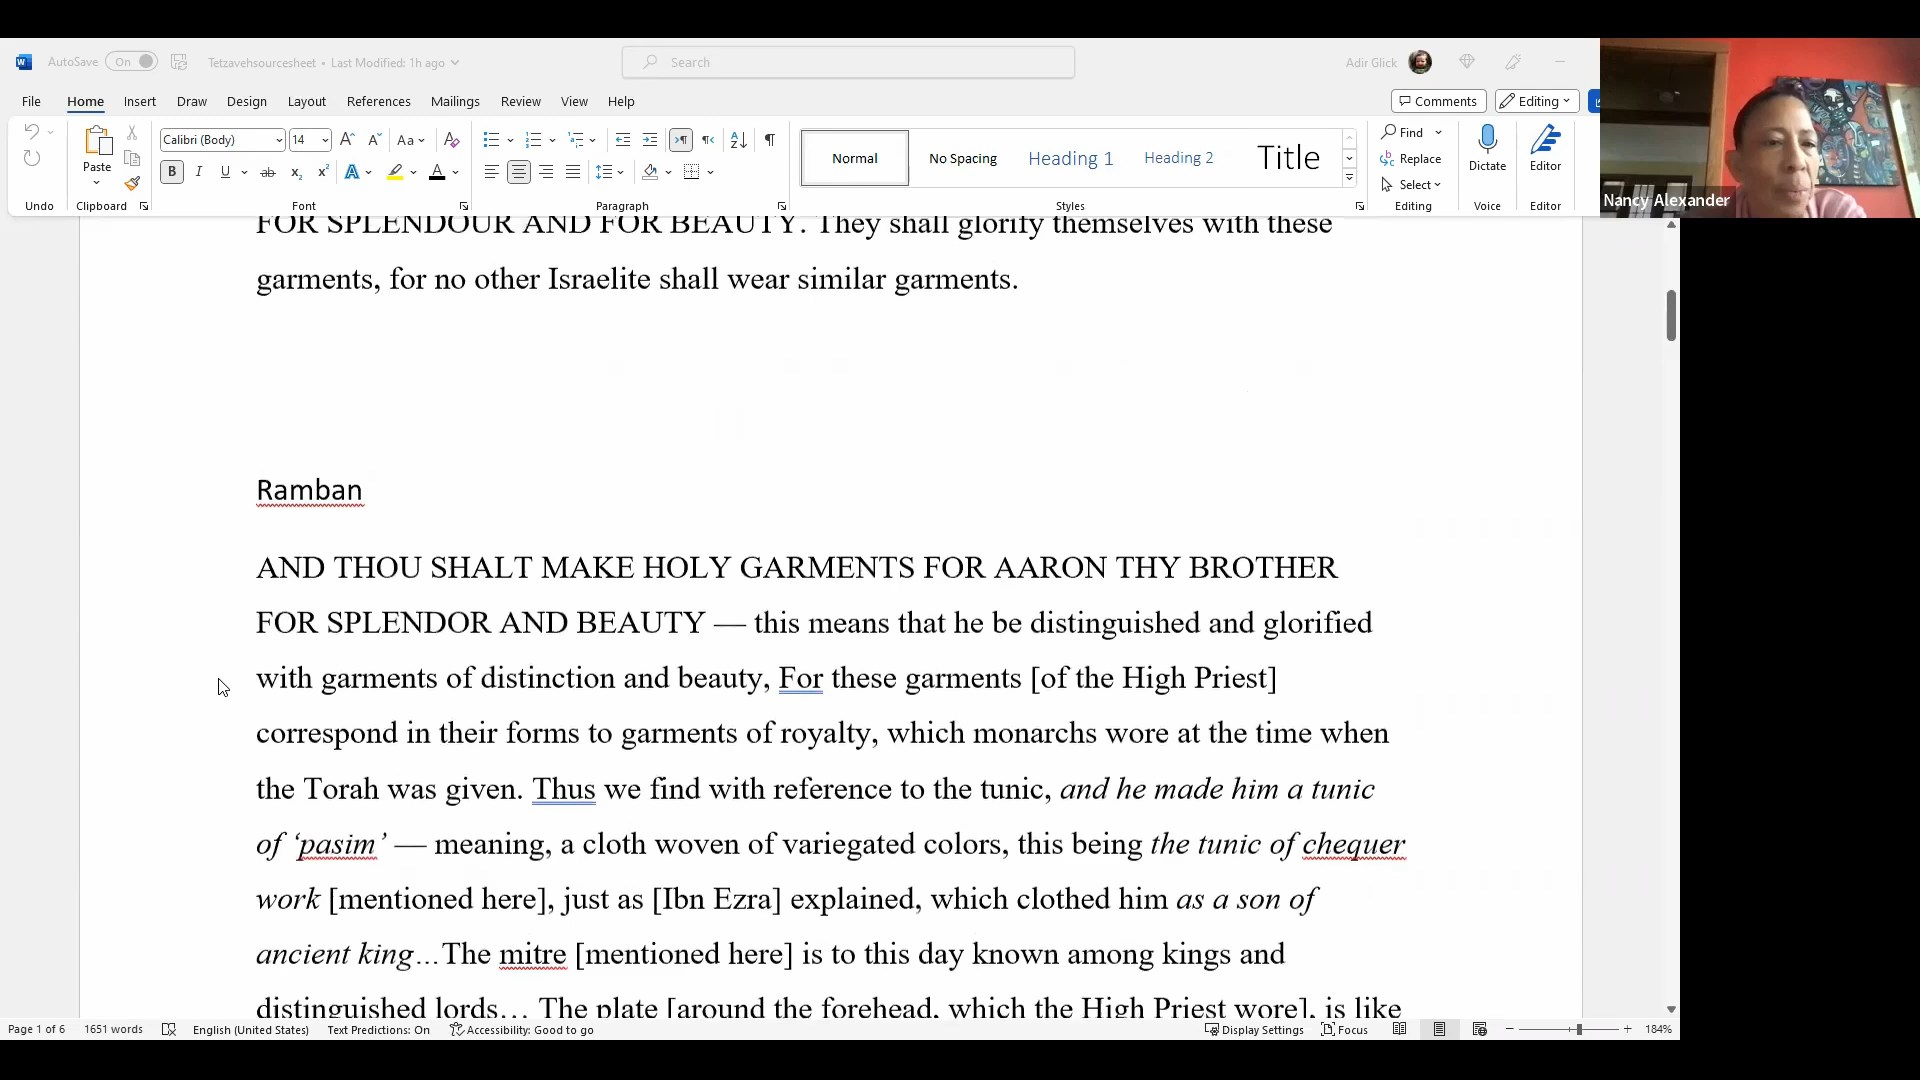 AutoSave On Tetzavehsourcesheet • Last Modified: 1h ago Search Adir Glick
File Home Insert Draw Design Layout References Mailings Review View Help Comments Editing
Calibri (Body) 14 Aa Find
Paste Normal No Spacing Heading 1 Heading 2 Title Replace Dictate Editor
B I U ab x₂ x² A A Select
Undo Clipboard Font Paragraph Styles Editing Voice Editor
Nancy Alexander
FOR SPLENDOUR AND FOR BEAUTY. They shall glorify themselves with these
garments, for no other Israelite shall wear similar garments.
Ramban
AND THOU SHALT MAKE HOLY GARMENTS FOR AARON THY BROTHER
FOR SPLENDOR AND BEAUTY — this means that he be distinguished and glorified
with garments of distinction and beauty, For these garments [of the High Priest]
correspond in their forms to garments of royalty, which monarchs wore at the time when
the Torah was given. Thus we find with reference to the tunic, and he made him a tunic
of ‘pasim’ — meaning, a cloth woven of variegated colors, this being the tunic of chequer
work [mentioned here], just as [Ibn Ezra] explained, which clothed him as a son of
ancient king…The mitre [mentioned here] is to this day known among kings and
distinguished lords… The plate [around the forehead, which the High Priest wore], is like
Page 1 of 6 1651 words English (United States) Text Predictions: On Accessibility: Good to go Display Settings Focus 184%